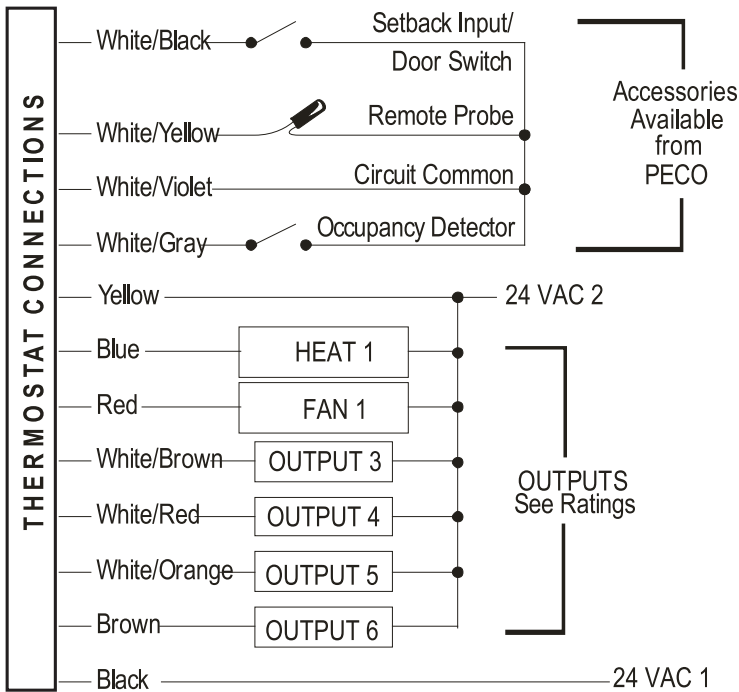 THERMOSTAT CONNECTIONS
White/Black
Setback Input/
Door Switch
White/Yellow
Remote Probe
White/Violet
Circuit Common
White/Gray
Occupancy Detector
Accessories
Available
from
PECO
Yellow
24 VAC 2
Blue
HEAT 1
Red
FAN 1
White/Brown
OUTPUT 3
White/Red
OUTPUT 4
White/Orange
OUTPUT 5
Brown
OUTPUT 6
OUTPUTS
See Ratings
Black
24 VAC 1